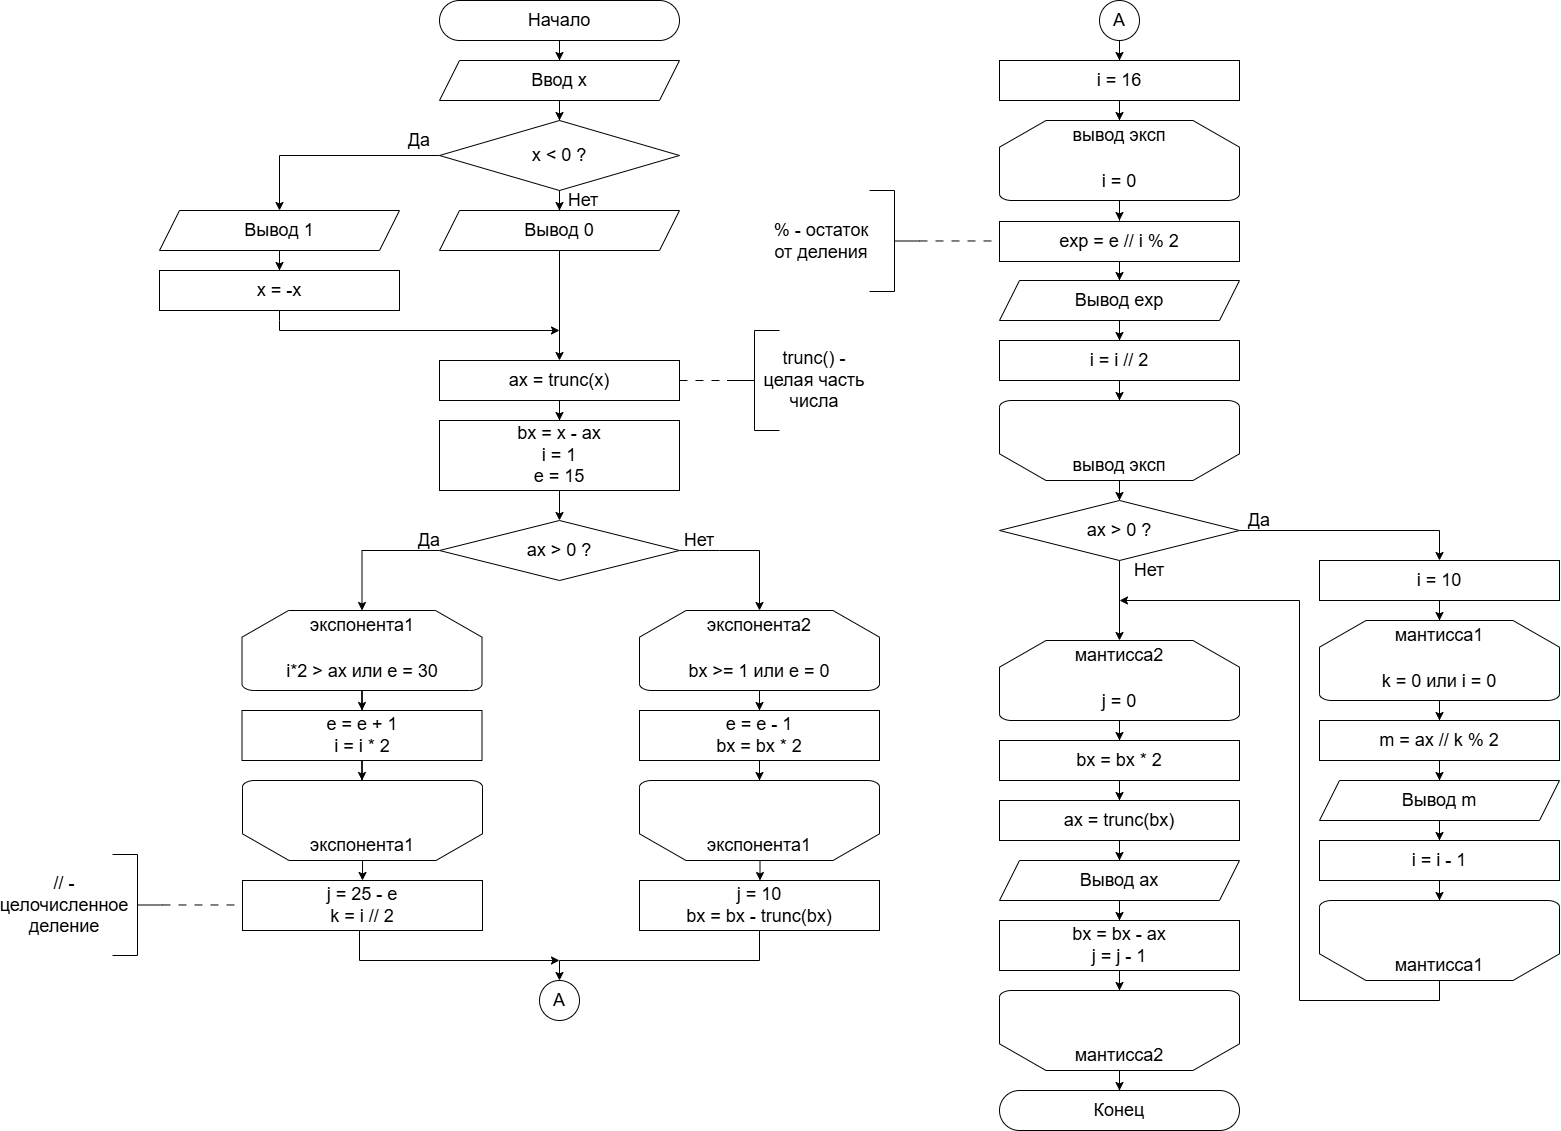 Начало
Ввод x
x < 0 ?
Да
Нет
Вывод 1
Вывод 0
x = -x
ax = trunc(x)
trunc() -
целая часть
числа
bx = x - ax
i = 1
e = 15
ax > 0 ?
Да
Нет
экспонента1
i*2 > ax или e = 30
e = e + 1
i = i * 2
экспонента1
// -
целочисленное
деление
j = 25 - e
k = i // 2
экспонента2
bx >= 1 или e = 0
e = e - 1
bx = bx * 2
экспонента1
j = 10
bx = bx - trunc(bx)
A
A
i = 16
вывод эксп
i = 0
% - остаток
от деления
exp = e // i % 2
Вывод exp
i = i // 2
вывод эксп
ax > 0 ?
Да
Нет
i = 10
мантисса1
k = 0 или i = 0
m = ax // k % 2
Вывод m
i = i - 1
мантисса1
мантисса2
j = 0
bx = bx * 2
ax = trunc(bx)
Вывод ax
bx = bx - ax
j = j - 1
мантисса2
Конец